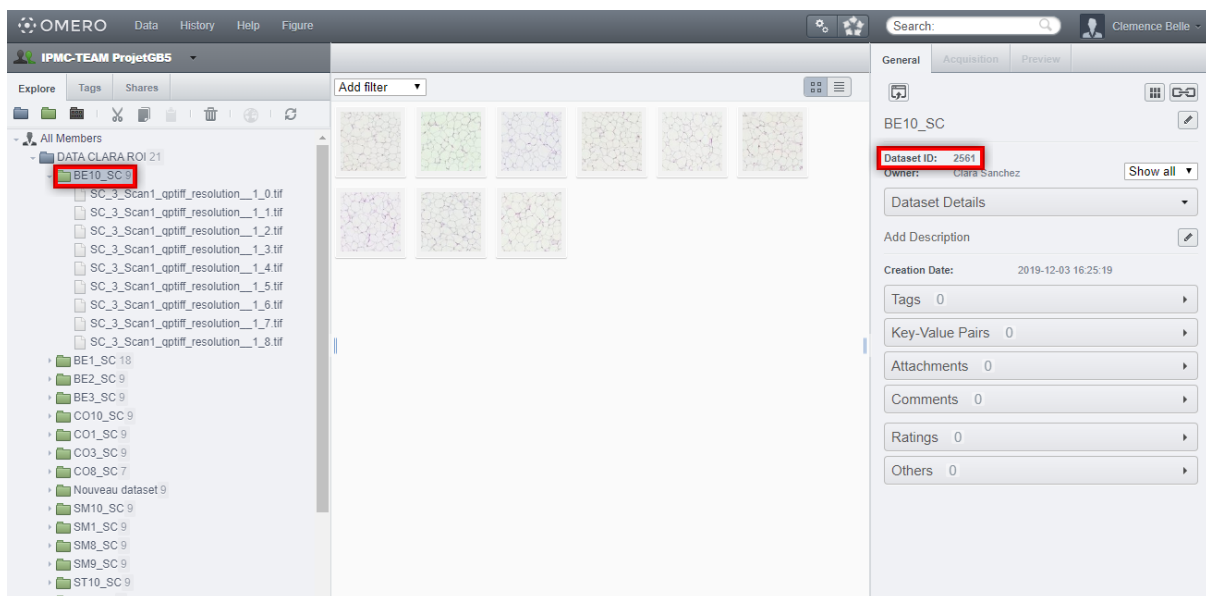 OMERO Data History Help Figure
Search:
Clemence Belle
IPMC-TEAM ProjetGB5
Explore Tags Shares
All Members
DATA CLARA ROI 21
BE10_SC 9
SC_3_Scan1_qptiff_resolution__1_0.tif
SC_3_Scan1_qptiff_resolution__1_1.tif
SC_3_Scan1_qptiff_resolution__1_2.tif
SC_3_Scan1_qptiff_resolution__1_3.tif
SC_3_Scan1_qptiff_resolution__1_4.tif
SC_3_Scan1_qptiff_resolution__1_5.tif
SC_3_Scan1_qptiff_resolution__1_6.tif
SC_3_Scan1_qptiff_resolution__1_7.tif
SC_3_Scan1_qptiff_resolution__1_8.tif
BE1_SC 18
BE2_SC 9
BE3_SC 9
CO10_SC 9
CO1_SC 9
CO3_SC 9
CO8_SC 7
Nouveau dataset 9
SM10_SC 9
SM1_SC 9
SM8_SC 9
SM9_SC 9
ST10_SC 9
Add filter
General Acquisition Preview
BE10_SC
Dataset ID: 2561
Owner: Clara Sanchez
Show all
Dataset Details
Add Description
Creation Date: 2019-12-03 16:25:19
Tags 0
Key-Value Pairs 0
Attachments 0
Comments 0
Ratings 0
Others 0